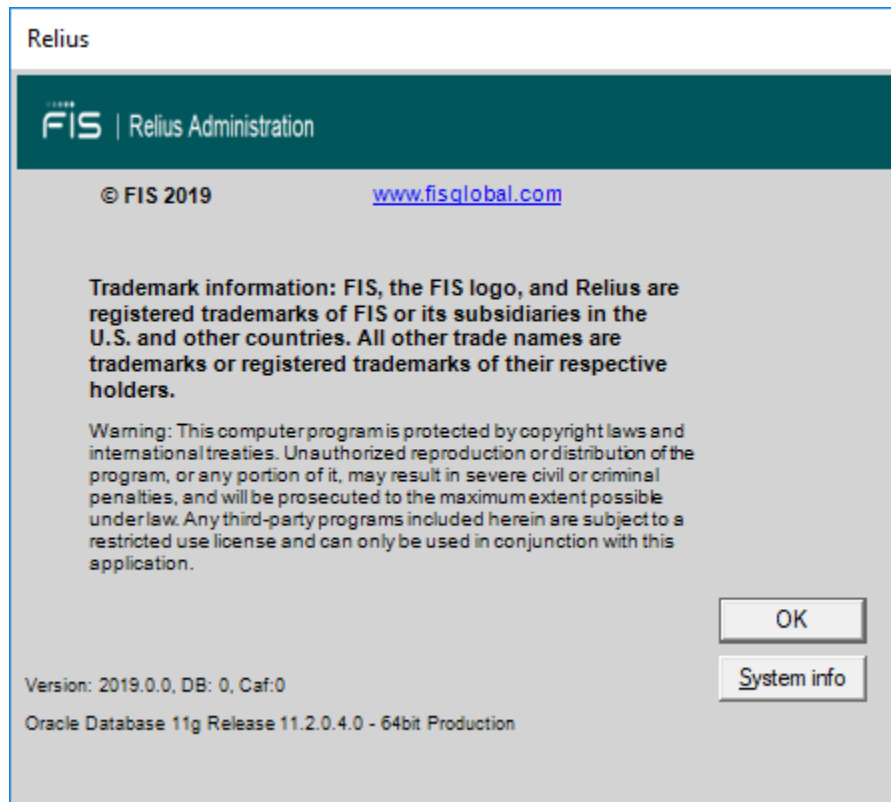 Relius
FIS | Relius Administration
© FIS 2019 www.fisglobal.com
Trademark information: FIS, the FIS logo, and Relius are
registered trademarks of FIS or its subsidiaries in the
U.S. and other countries. All other trade names are
trademarks or registered trademarks of their respective
holders.
Warning: This computer program is protected by copyright laws and
international treaties. Unauthorized reproduction or distribution of the
program, or any portion of it, may result in severe civil or criminal
penalties, and will be prosecuted to the maximum extent possible
under law. Any third-party programs included herein are subject to a
restricted use license and can only be used in conjunction with this
application.
OK
System info
Version: 2019.0.0, DB: 0, Caf:0
Oracle Database 11g Release 11.2.0.4.0 - 64bit Production